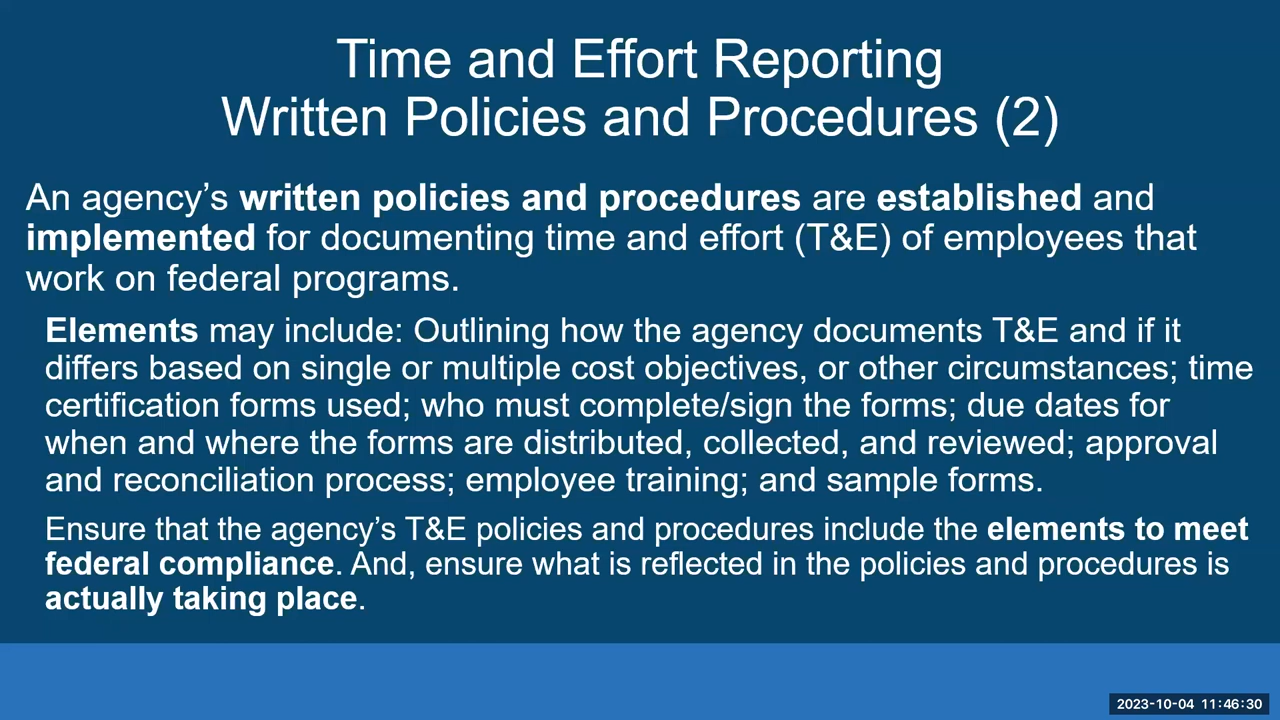 Time and Effort Reporting
Written Policies and Procedures (2)
An agency’s written policies and procedures are established and
implemented for documenting time and effort (T&E) of employees that
work on federal programs.
Elements may include: Outlining how the agency documents T&E and if it
differs based on single or multiple cost objectives, or other circumstances; time
certification forms used; who must complete/sign the forms; due dates for
when and where the forms are distributed, collected, and reviewed; approval
and reconciliation process; employee training; and sample forms.
Ensure that the agency’s T&E policies and procedures include the elements to meet
federal compliance. And, ensure what is reflected in the policies and procedures is
actually taking place.
2023-10-04 11:46:30